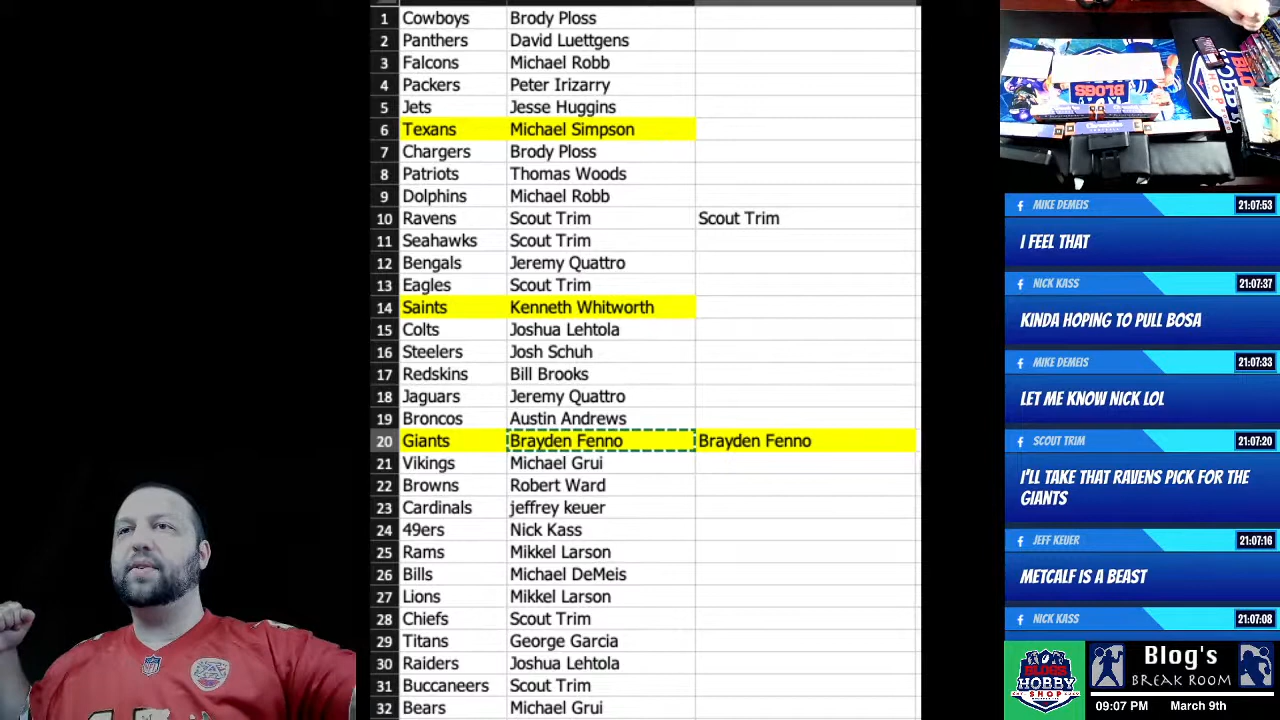 1 Cowboys Brody Ploss
2 Panthers David Luettgens
3 Falcons Michael Robb
4 Packers Peter Irizarry
5 Jets Jesse Huggins
6 Texans Michael Simpson
7 Chargers Brody Ploss
8 Patriots Thomas Woods
9 Dolphins Michael Robb
10 Ravens Scout Trim Scout Trim
11 Seahawks Scout Trim
12 Bengals Jeremy Quattro
13 Eagles Scout Trim
14 Saints Kenneth Whitworth
15 Colts Joshua Lehtola
16 Steelers Josh Schuh
17 Redskins Bill Brooks
18 Jaguars Jeremy Quattro
19 Broncos Austin Andrews
20 Giants Brayden Fenno Brayden Fenno
21 Vikings Michael Grui
22 Browns Robert Ward
23 Cardinals jeffrey keuer
24 49ers Nick Kass
25 Rams Mikkel Larson
26 Bills Michael DeMeis
27 Lions Mikkel Larson
28 Chiefs Scout Trim
29 Titans George Garcia
30 Raiders Joshua Lehtola
31 Buccaneers Scout Trim
32 Bears Michael Grui
BLOGS
MIKE DEMEIS 21:07:53
I FEEL THAT
NICK KASS 21:07:37
KINDA HOPING TO PULL BOSA
MIKE DEMEIS 21:07:33
LET ME KNOW NICK LOL
SCOUT TRIM 21:07:20
I'LL TAKE THAT RAVENS PICK FOR THE
GIANTS
JEFF KEUER 21:07:16
METCALF IS A BEAST
NICK KASS 21:07:08
BLOGS
HOBBY
SHOP
Blog's
BREAK ROOM
09:07 PM March 9th